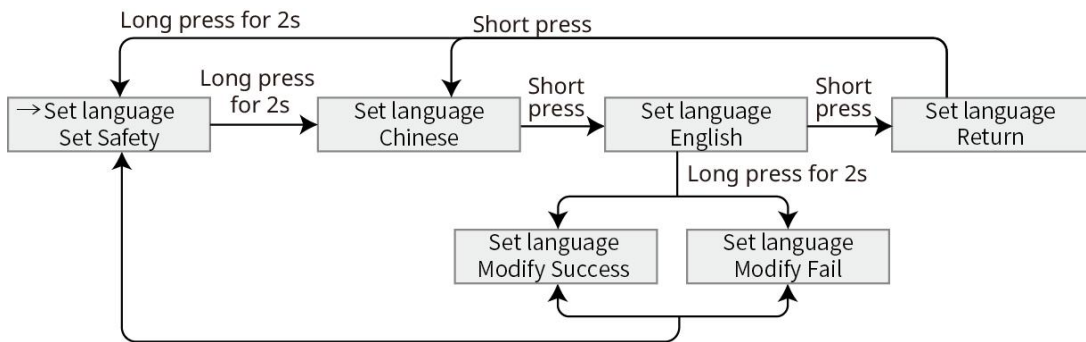 Long press for 2s
Short press
Long press
for 2s
Short
press
Short
press
→Set language
Set Safety
Set language
Chinese
Set language
English
Set language
Return
Long press for 2s
Set language
Modify Success
Set language
Modify Fail